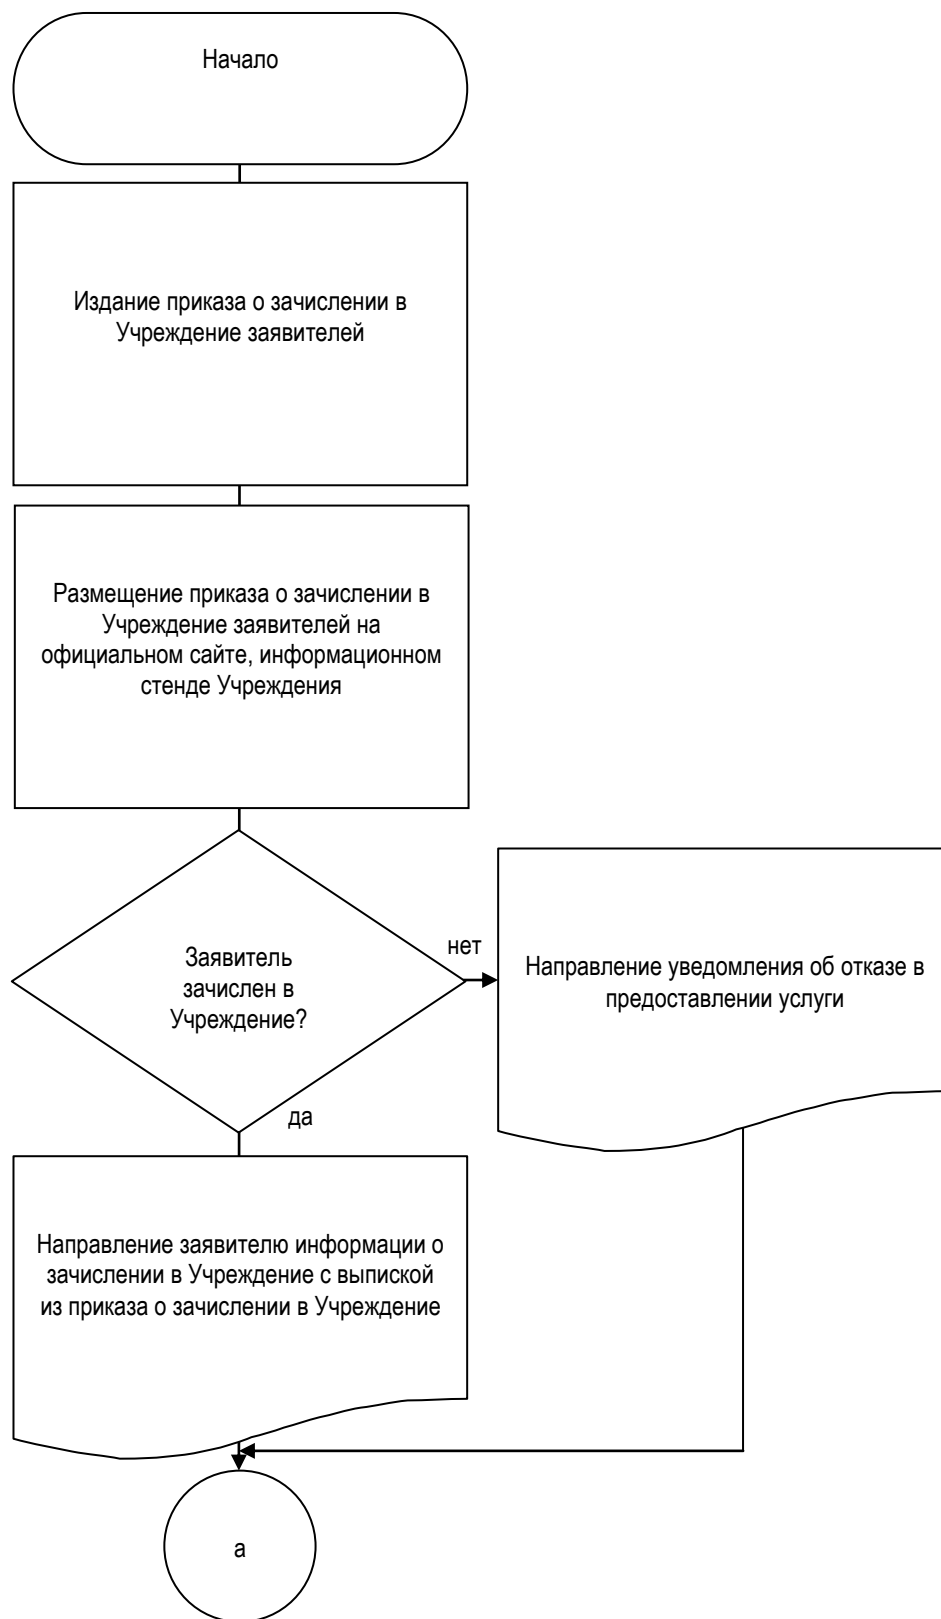 Начало
Издание приказа о зачислении в
Учреждение заявителей
Размещение приказа о зачислении в
Учреждение заявителей на
официальном сайте, информационном
стенде Учреждения
Заявитель
зачислен в
Учреждение?
нет
Направление уведомления об отказе в
предоставлении услуги
да
Направление заявителю информации о
зачислении в Учреждение с выпиской
из приказа о зачислении в Учреждение
а